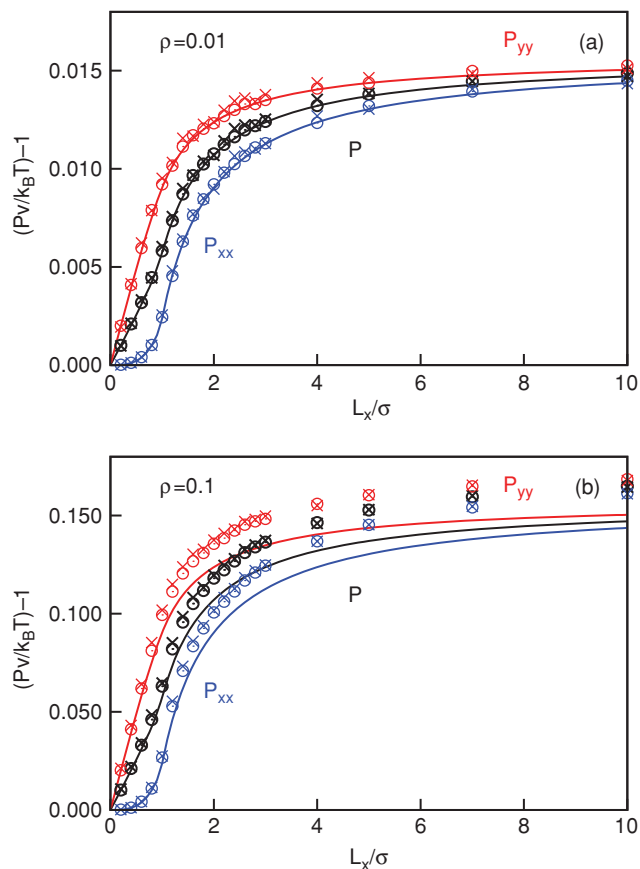 ρ=0.01
P_yy
(a)
0.015
0.010
0.005
0.000
(Pv/k_BT)−1
P
P_xx
0
2
4
6
8
10
L_x/σ
ρ=0.1
P_yy
(b)
0.150
0.100
0.050
0.000
(Pv/k_BT)−1
P
P_xx
0
2
4
6
8
10
L_x/σ